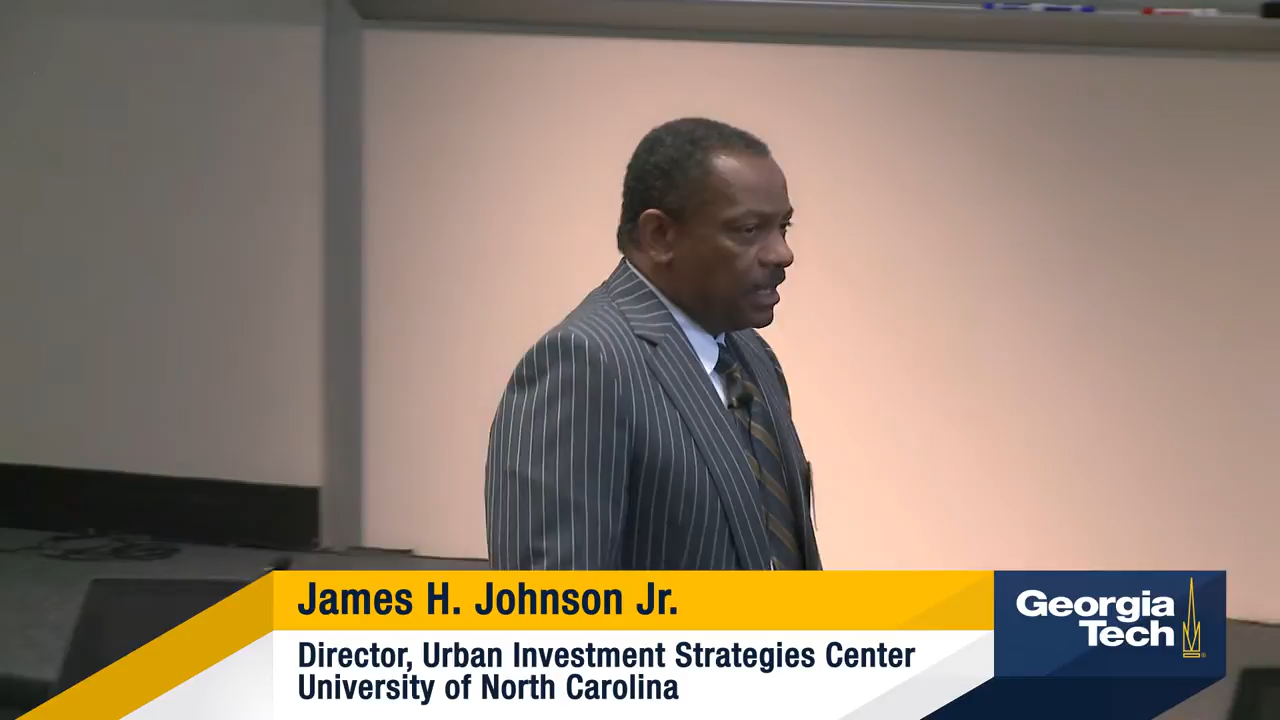 James H. Johnson Jr.
Director, Urban Investment Strategies Center
University of North Carolina
Georgia
Tech